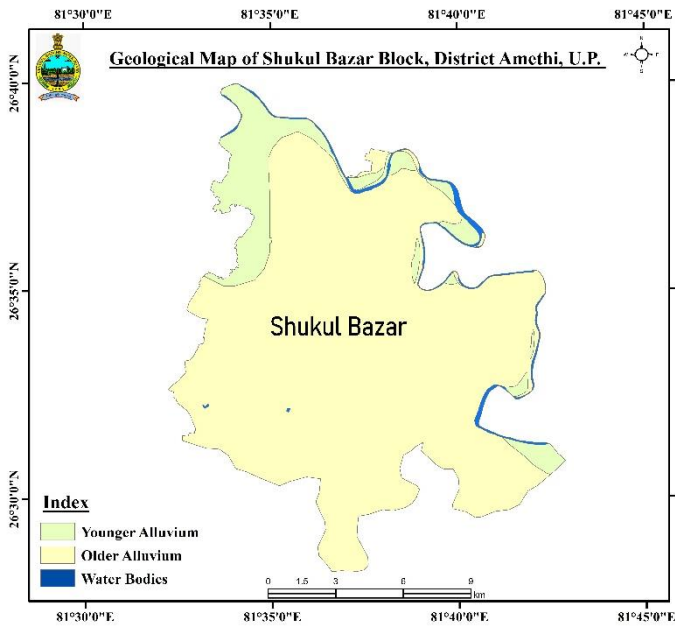 81°30'0"E 81°35'0"E 81°40'0"E 81°45'0"E
Geological Map of Shukul Bazar Block, District Amethi, U.P.
N
W E
S
26°40'0"N
26°35'0"N
26°30'0"N
Shukul Bazar
Index
Younger Alluvium
Older Alluvium
Water Bodies
0 1.5 3 6 9
km
81°30'0"E 81°35'0"E 81°40'0"E 81°45'0"E